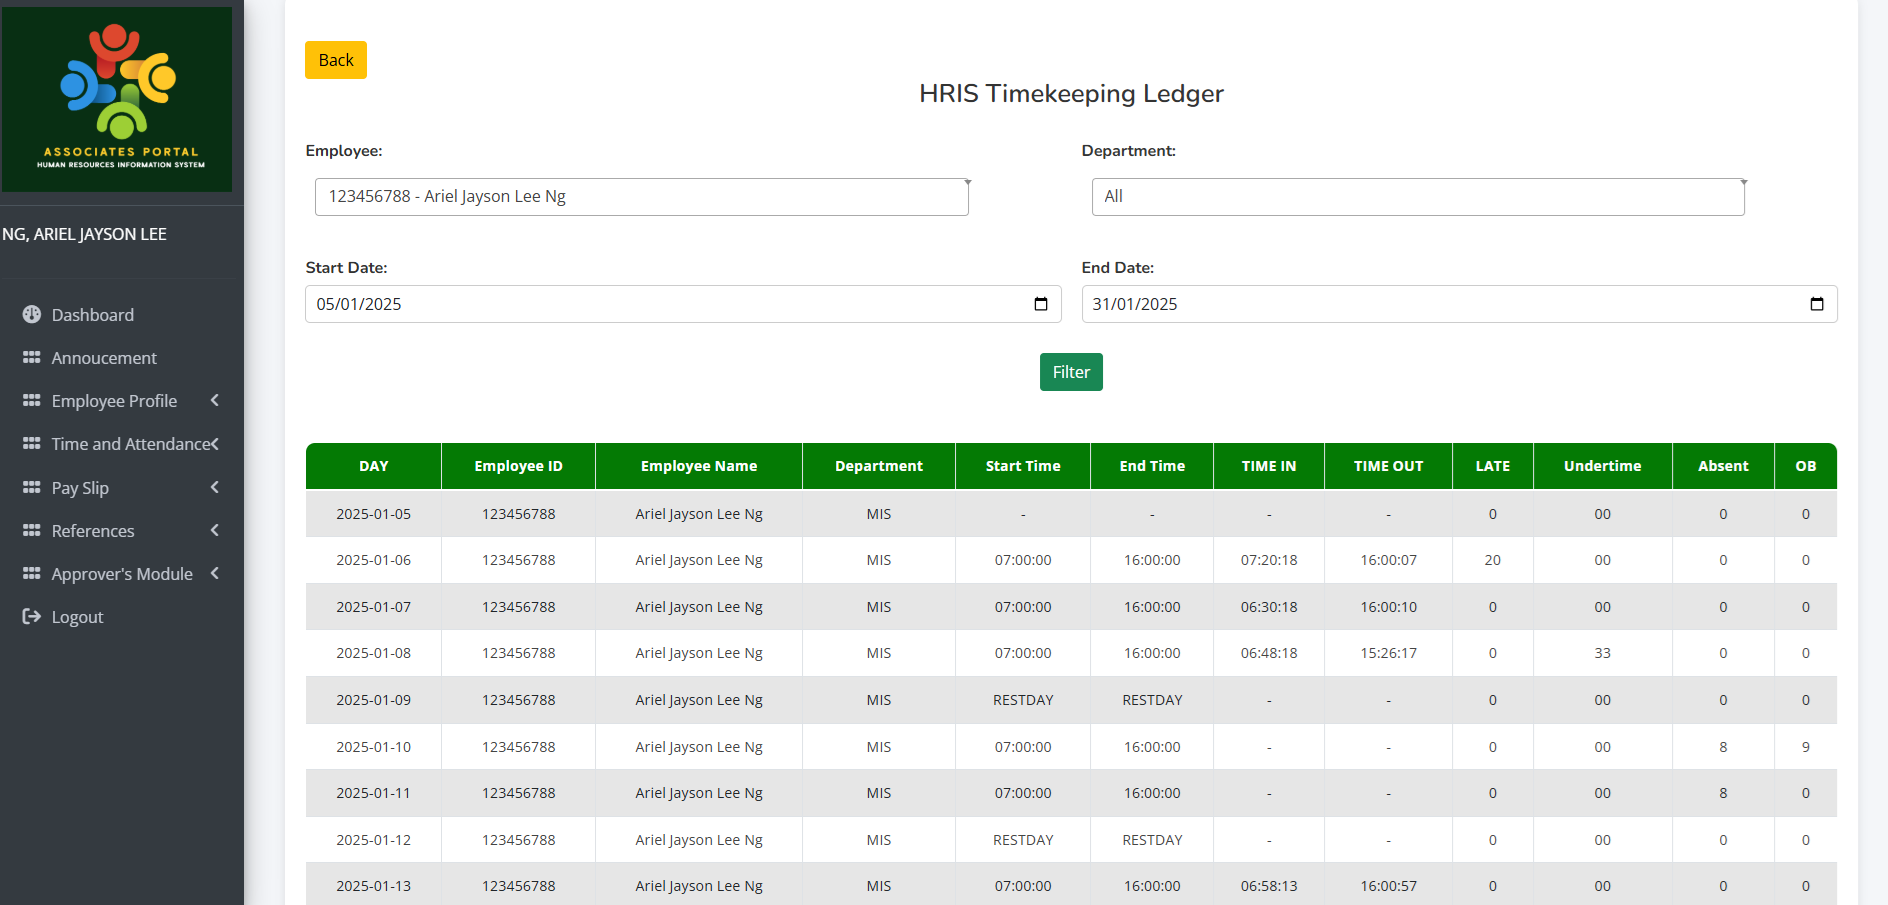 ASSOCIATES PORTAL
HUMAN RESOURCES INFORMATION SYSTEM
NG, ARIEL JAYSON LEE
Dashboard
Annoucement
Employee Profile
Time and Attendance
Pay Slip
References
Approver's Module
Logout
Back
HRIS Timekeeping Ledger
Employee: Department:
123456788 - Ariel Jayson Lee Ng All
Start Date: End Date:
05/01/2025 31/01/2025
Filter
DAY Employee ID Employee Name Department Start Time End Time TIME IN TIME OUT LATE Undertime Absent OB
2025-01-05 123456788 Ariel Jayson Lee Ng MIS - - - - 0 00 0 0
2025-01-06 123456788 Ariel Jayson Lee Ng MIS 07:00:00 16:00:00 07:20:18 16:00:07 20 00 0 0
2025-01-07 123456788 Ariel Jayson Lee Ng MIS 07:00:00 16:00:00 06:30:18 16:00:10 0 00 0 0
2025-01-08 123456788 Ariel Jayson Lee Ng MIS 07:00:00 16:00:00 06:48:18 15:26:17 0 33 0 0
2025-01-09 123456788 Ariel Jayson Lee Ng MIS RESTDAY RESTDAY - - 0 00 0 0
2025-01-10 123456788 Ariel Jayson Lee Ng MIS 07:00:00 16:00:00 - - 0 00 8 9
2025-01-11 123456788 Ariel Jayson Lee Ng MIS 07:00:00 16:00:00 - - 0 00 8 0
2025-01-12 123456788 Ariel Jayson Lee Ng MIS RESTDAY RESTDAY - - 0 00 0 0
2025-01-13 123456788 Ariel Jayson Lee Ng MIS 07:00:00 16:00:00 06:58:13 16:00:57 0 00 0 0